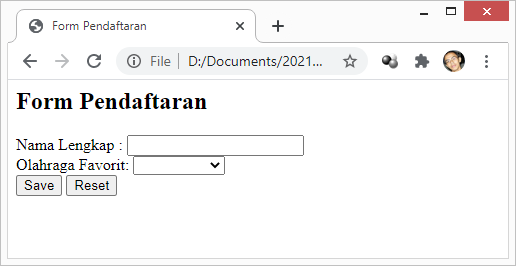 Form Pendaftaran
File
D:/Documents/2021...
Form Pendaftaran
Nama Lengkap :
Olahraga Favorit:
Save
Reset